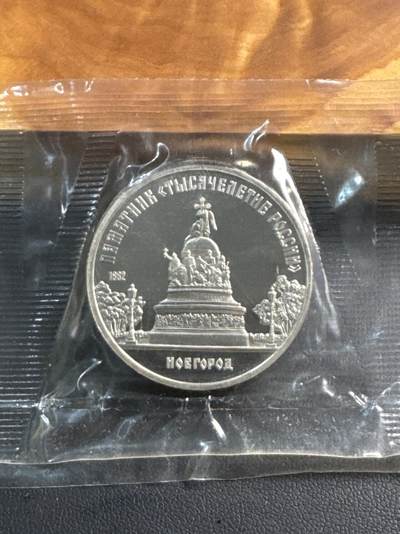 ПАМЯТНИК «ТЫСЯЧЕЛЕТИЕ РОССИИ»
1862
НОВГОРОД